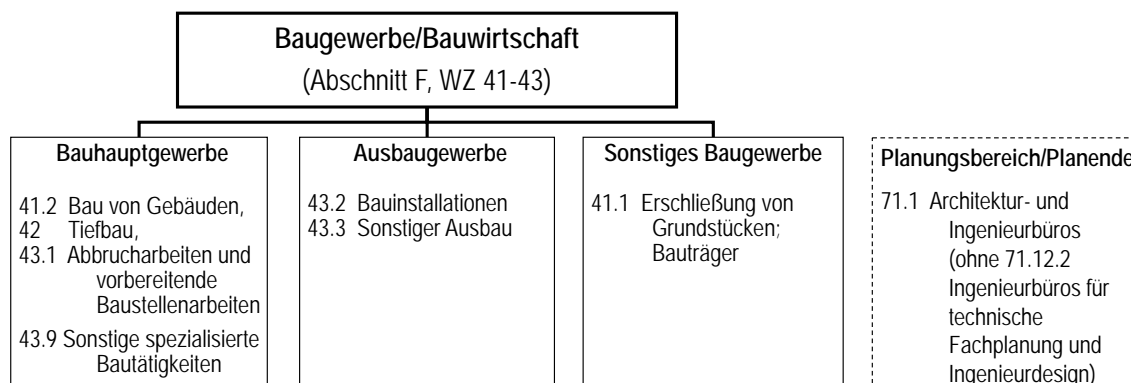 Baugewerbe/Bauwirtschaft
(Abschnitt F, WZ 41-43)
Bauhauptgewerbe
41.2 Bau von Gebäuden,
42 Tiefbau,
43.1 Abbrucharbeiten und
vorbereitende
Baustellenarbeiten
43.9 Sonstige spezialisierte
Bautätigkeiten
Ausbaugewerbe
43.2 Bauinstallationen
43.3 Sonstiger Ausbau
Sonstiges Baugewerbe
41.1 Erschließung von
Grundstücken;
Bauträger
Planungsbereich/Planende
71.1 Architektur- und
Ingenieurbüros
(ohne 71.12.2
Ingenieurbüros für
technische
Fachplanung und
Ingenieurdesign)